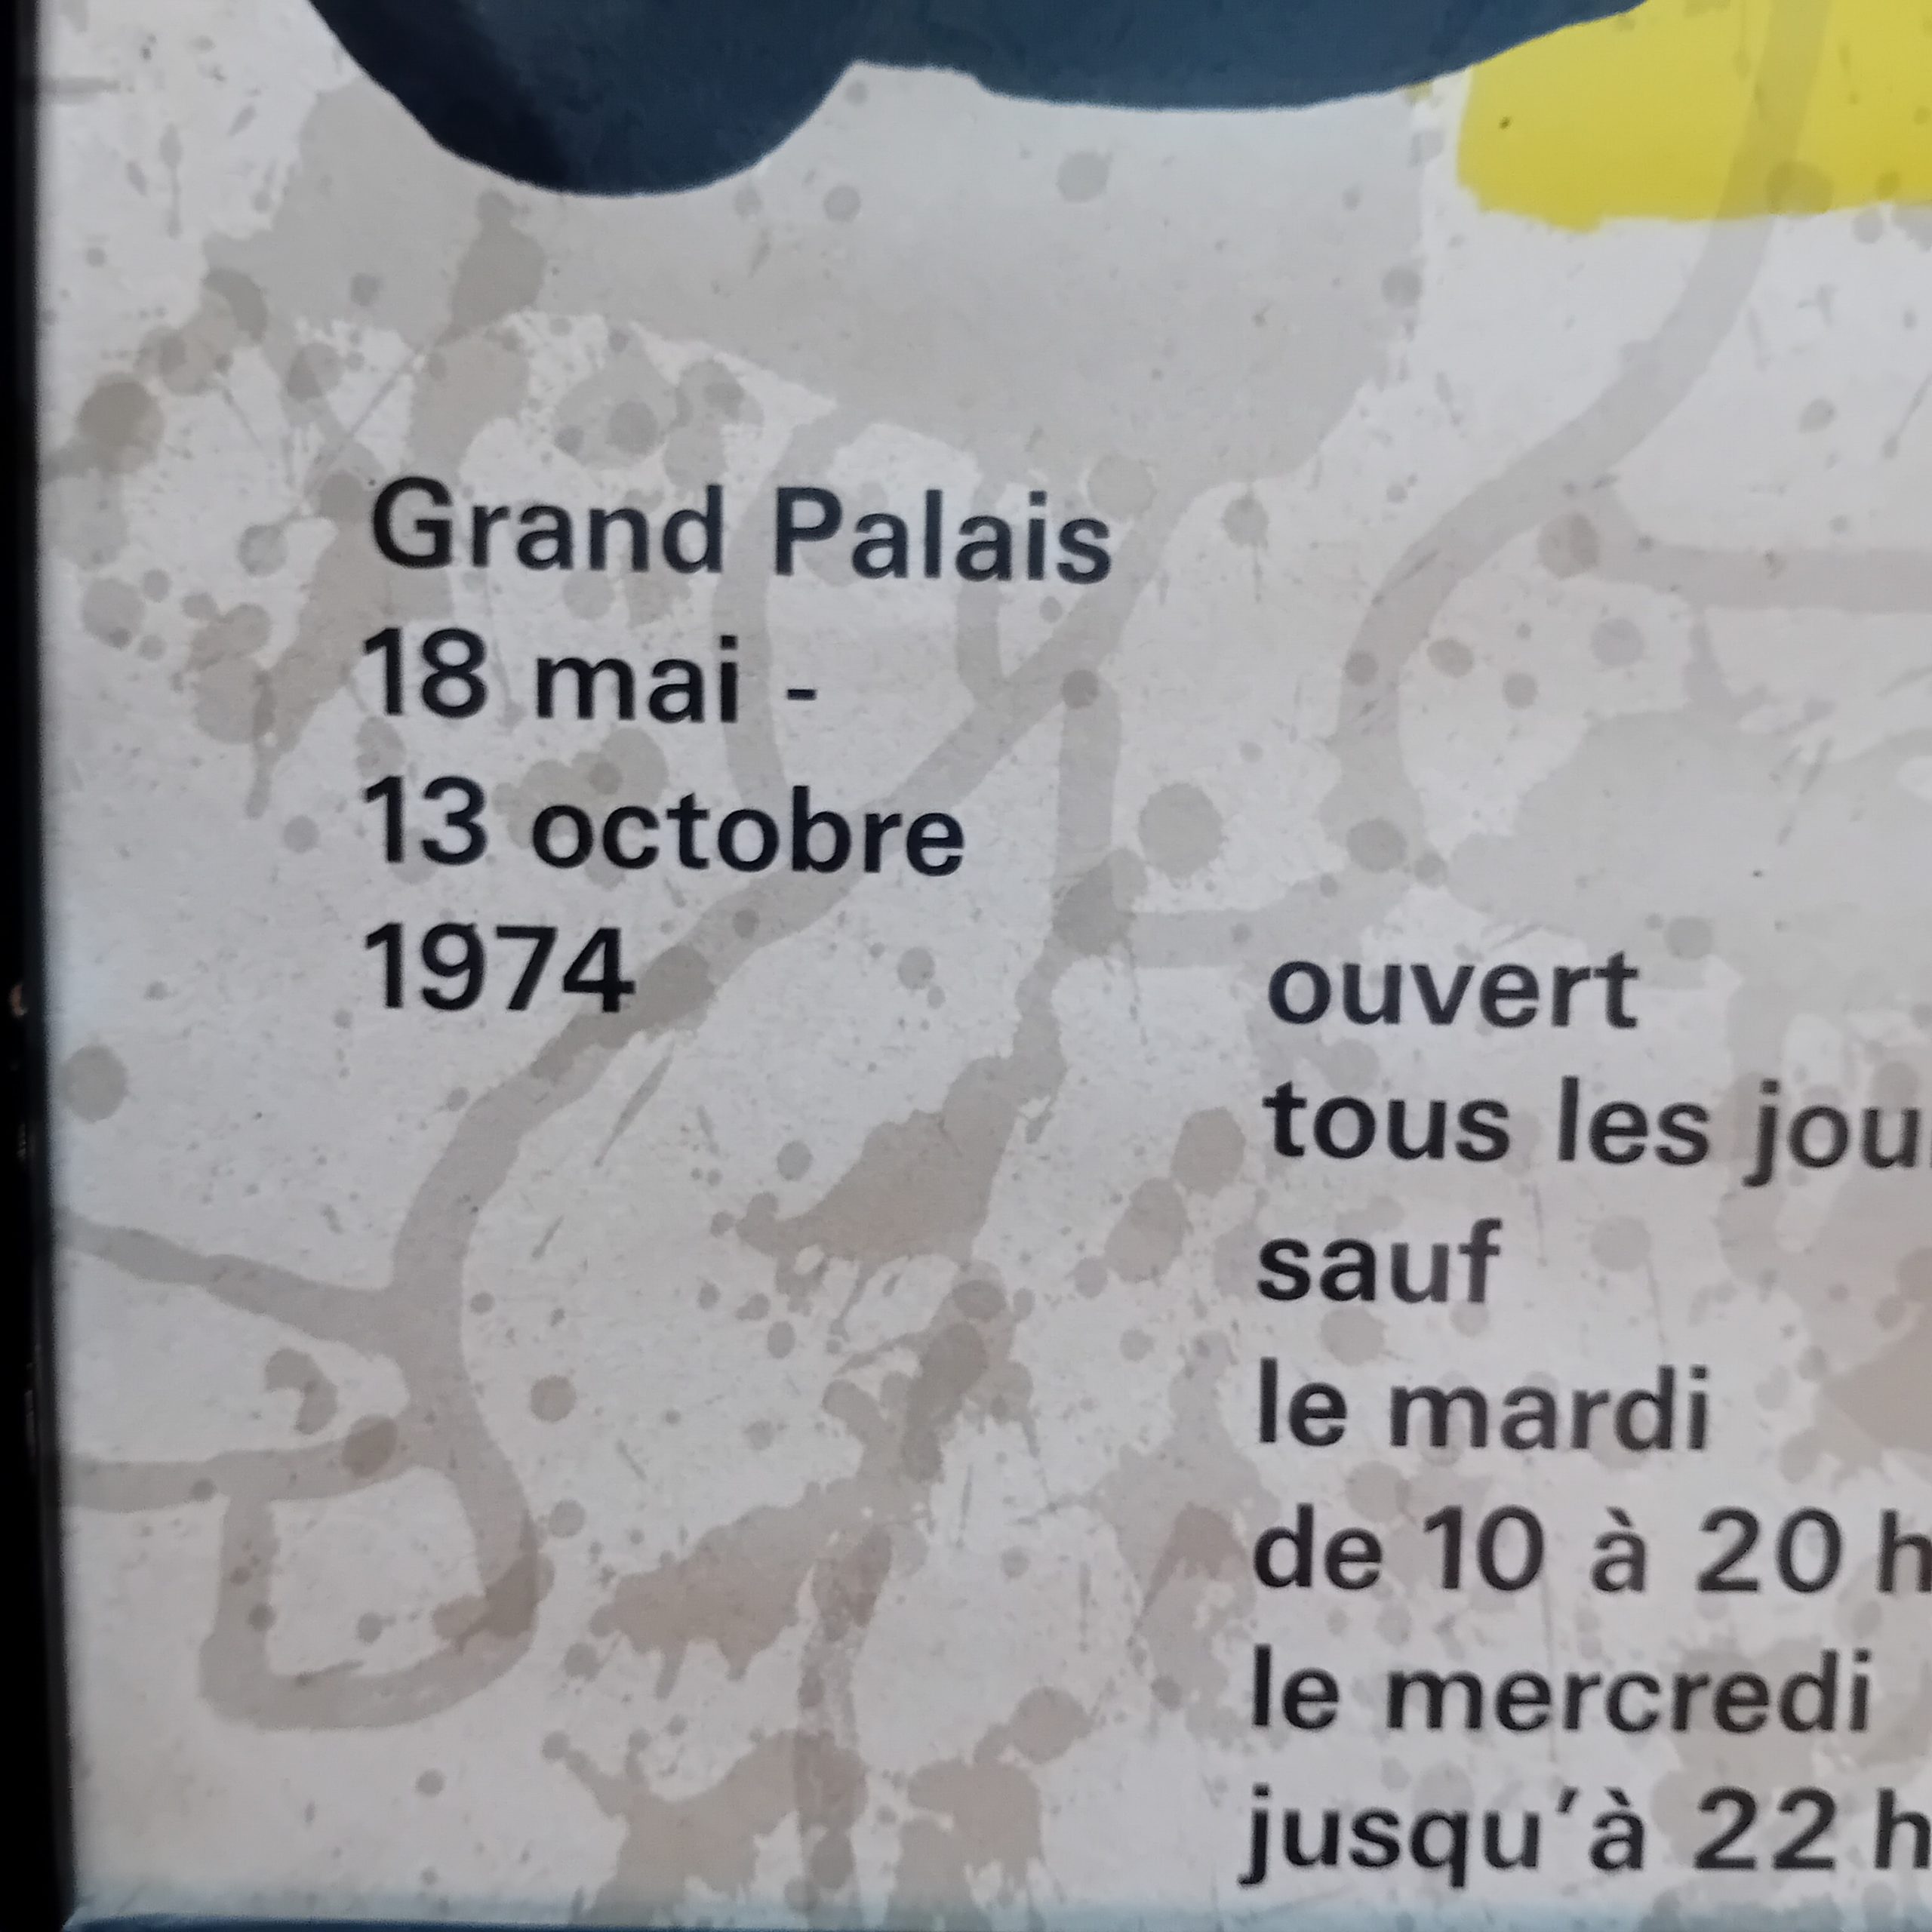 Grand Palais
18 mai -
13 octobre
1974
ouvert
tous les jou
sauf
le mardi
de 10 à 20 h
le mercredi
jusqu'à 22 h